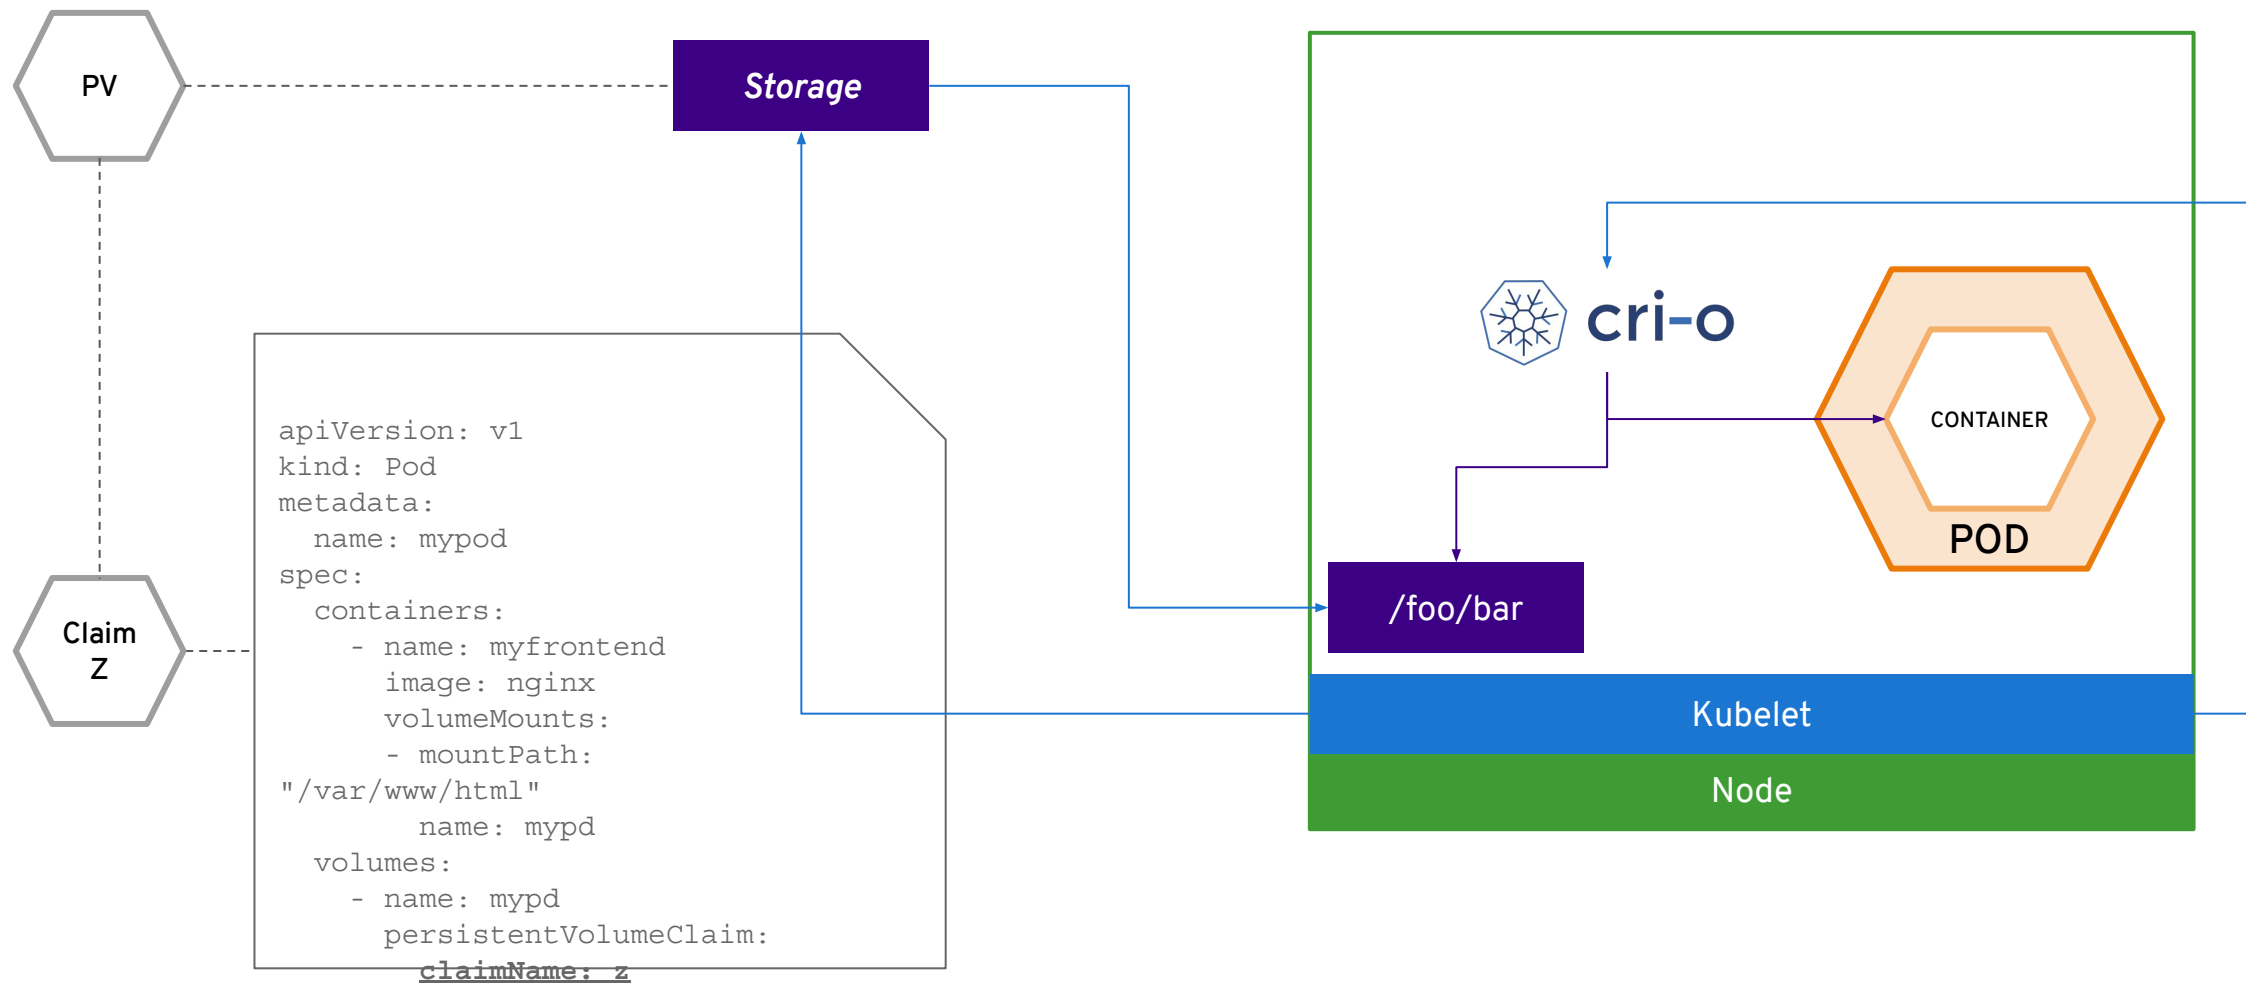 PV
Storage
cri-o
CONTAINER
POD
apiVersion: v1
kind: Pod
metadata:
  name: mypod
spec:
  containers:
    - name: myfrontend
      image: nginx
      volumeMounts:
      - mountPath:
"/var/www/html"
        name: mypd
  volumes:
    - name: mypd
      persistentVolumeClaim:
        claimName: z
Claim
Z
/foo/bar
Kubelet
Node